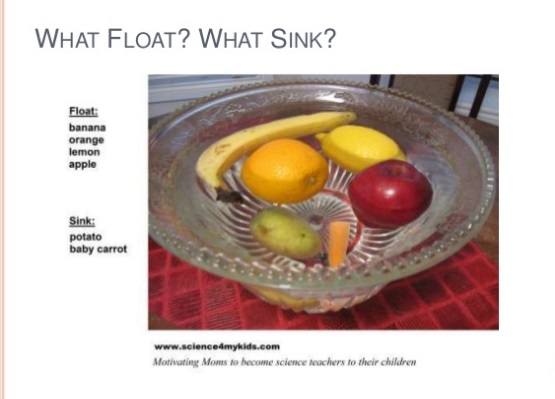 WHAT FLOAT? WHAT SINK?
Float:
banana
orange
lemon
apple
Sink:
potato
baby carrot
www.science4mykids.com
Motivating Moms to become science teachers to their children